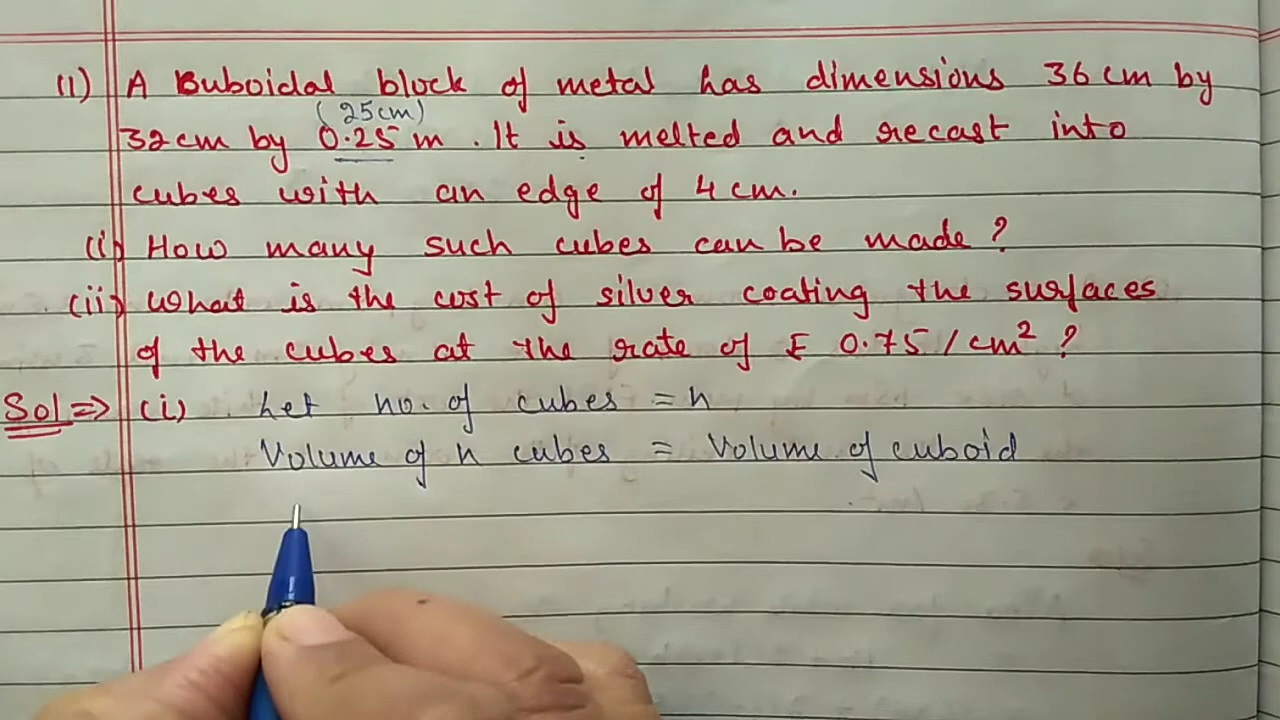 (1) A Buboidal block of metal has dimensions 36 cm by
(25cm)
32cm by 0.25 m . It is melted and recast into
cubes with an edge of 4 cm.
(i) How many such cubes can be made ?
(ii) What is the cost of silver coating the surfaces
of the cubes at the rate of ₤ 0.75 / cm² ?
Sol => (i) Let no. of cubes = n
Volume of n cubes = Volume of cuboid